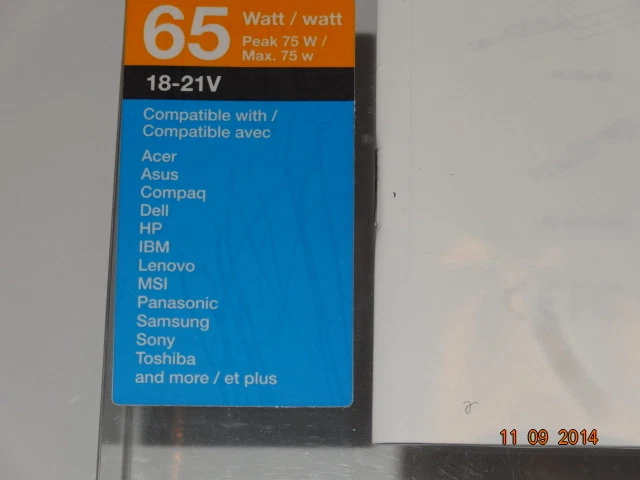 65 Watt / watt
Peak 75 W /
Max. 75 w
18-21V
Compatible with /
Compatible avec
Acer
Asus
Compaq
Dell
HP
IBM
Lenovo
MSI
Panasonic
Samsung
Sony
Toshiba
and more / et plus
11 09 2014